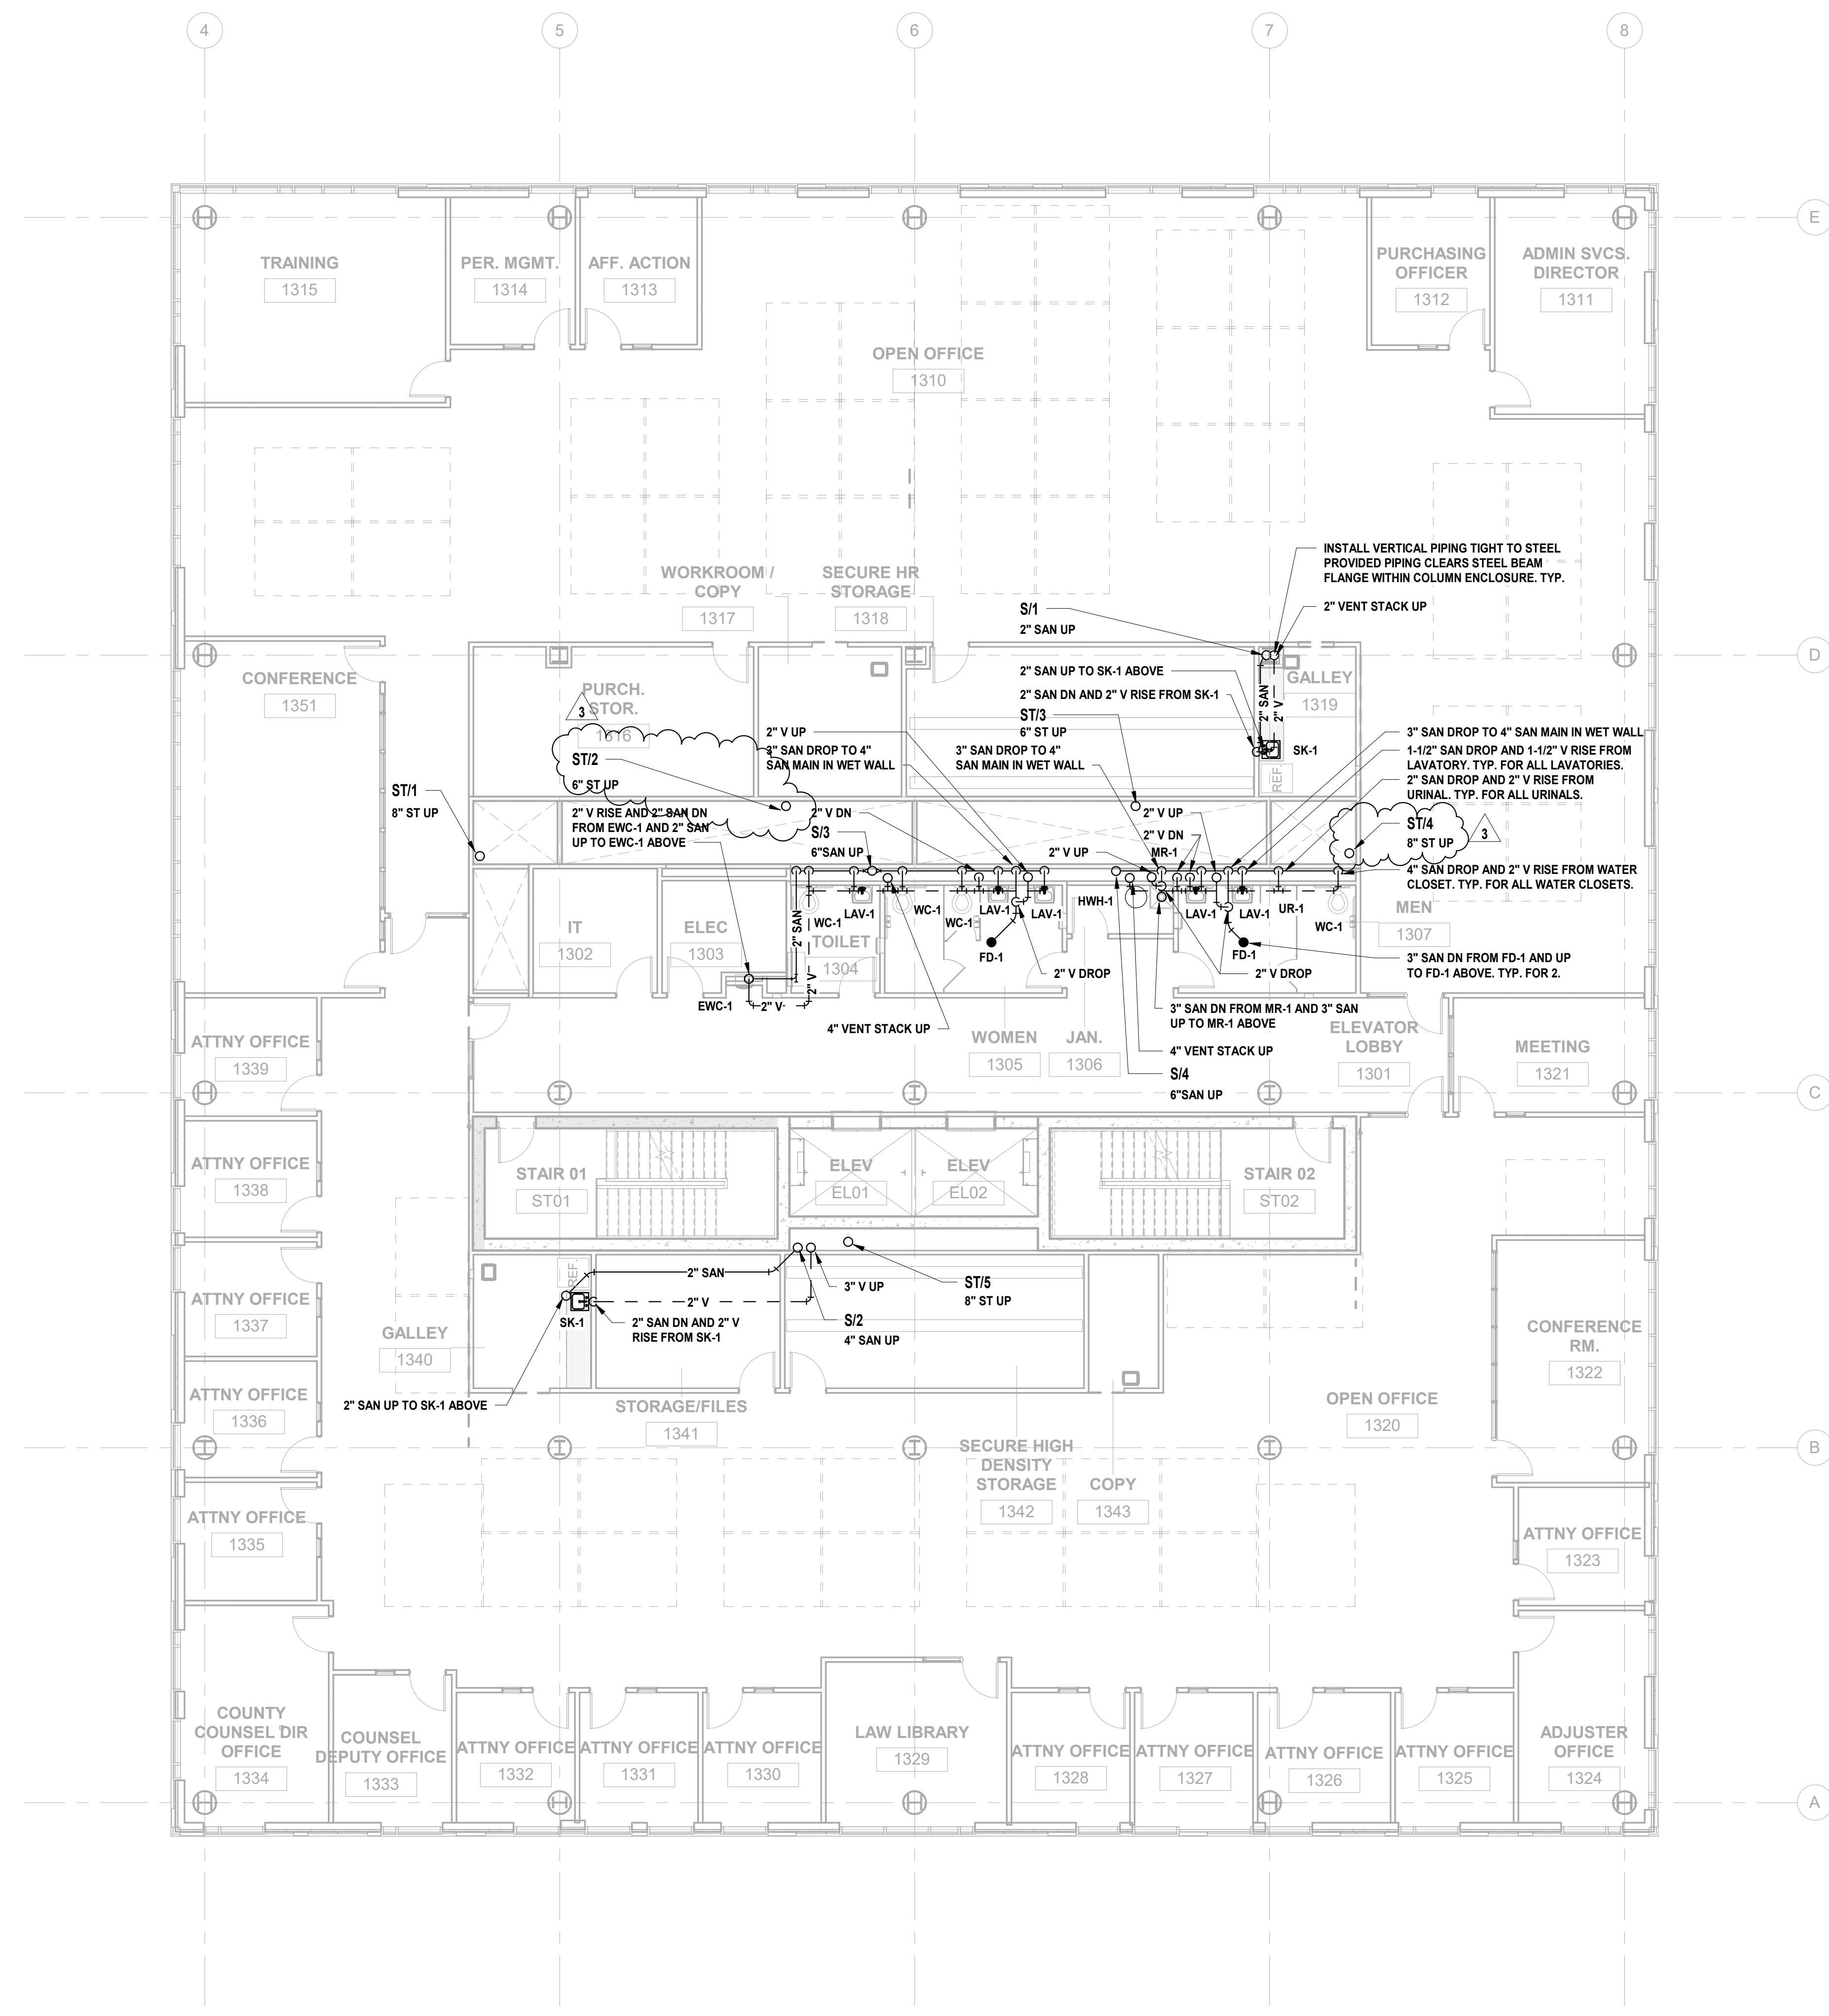 4
5
6
7
8
E
D
C
B
A
TRAINING
1315
PER. MGMT.
1314
AFF. ACTION
1313
PURCHASING
OFFICER
1312
ADMIN SVCS.
DIRECTOR
1311
OPEN OFFICE
1310
INSTALL VERTICAL PIPING TIGHT TO STEEL
PROVIDED PIPING CLEARS STEEL BEAM
FLANGE WITHIN COLUMN ENCLOSURE. TYP.
2" VENT STACK UP
WORKROOM /
COPY
1317
SECURE HR
STORAGE
1318
S/1
2" SAN UP
2" SAN UP TO SK-1 ABOVE
2" SAN DN AND 2" V RISE FROM SK-1
ST/3
6" ST UP
2" SAN
2" V
GALLEY
1319
SK-1
REF.
CONFERENCE
1351
PURCH.
STOR.
1316
3
ST/2
6" ST UP
2" V UP
3" SAN DROP TO 4"
SAN MAIN IN WET WALL
3" SAN DROP TO 4"
SAN MAIN IN WET WALL
3" SAN DROP TO 4" SAN MAIN IN WET WALL
1-1/2" SAN DROP AND 1-1/2" V RISE FROM
LAVATORY. TYP. FOR ALL LAVATORIES.
2" SAN DROP AND 2" V RISE FROM
URINAL. TYP. FOR ALL URINALS.
ST/1
8" ST UP
2" V RISE AND 2" SAN DN
FROM EWC-1 AND 2" SAN
UP TO EWC-1 ABOVE
2" V DN
S/3
6"SAN UP
2" V UP
2" V DN
MR-1
2" V UP
ST/4
8" ST UP
3
4" SAN DROP AND 2" V RISE FROM WATER
CLOSET. TYP. FOR ALL WATER CLOSETS.
IT
1302
ELEC
1303
2" SAN
2" V
WC-1
LAV-1
TOILET
1304
WC-1
WC-1
LAV-1
LAV-1
FD-1
HWH-1
LAV-1
LAV-1
UR-1
WC-1
FD-1
MEN
1307
3" SAN DN FROM FD-1 AND UP
TO FD-1 ABOVE. TYP. FOR 2.
2" V DROP
2" V DROP
EWC-1
2" V
4" VENT STACK UP
3" SAN DN FROM MR-1 AND 3" SAN
UP TO MR-1 ABOVE
4" VENT STACK UP
S/4
6"SAN UP
WOMEN
1305
JAN.
1306
ELEVATOR
LOBBY
1301
MEETING
1321
ATTNY OFFICE
1339
ATTNY OFFICE
1338
STAIR 01
ST01
ELEV
EL01
ELEV
EL02
STAIR 02
ST02
ATTNY OFFICE
1337
REF.
2" SAN
2" V
3" V UP
ST/5
8" ST UP
SK-1
2" SAN DN AND 2" V
RISE FROM SK-1
S/2
4" SAN UP
GALLEY
1340
2" SAN UP TO SK-1 ABOVE
CONFERENCE
RM.
1322
ATTNY OFFICE
1336
STORAGE/FILES
1341
OPEN OFFICE
1320
SECURE HIGH
DENSITY
STORAGE
1342
COPY
1343
ATTNY OFFICE
1335
ATTNY OFFICE
1323
COUNTY
COUNSEL DIR
OFFICE
1334
COUNSEL
DEPUTY OFFICE
1333
ATTNY OFFICE
1332
ATTNY OFFICE
1331
ATTNY OFFICE
1330
LAW LIBRARY
1329
ATTNY OFFICE
1328
ATTNY OFFICE
1327
ATTNY OFFICE
1326
ATTNY OFFICE
1325
ADJUSTER
OFFICE
1324